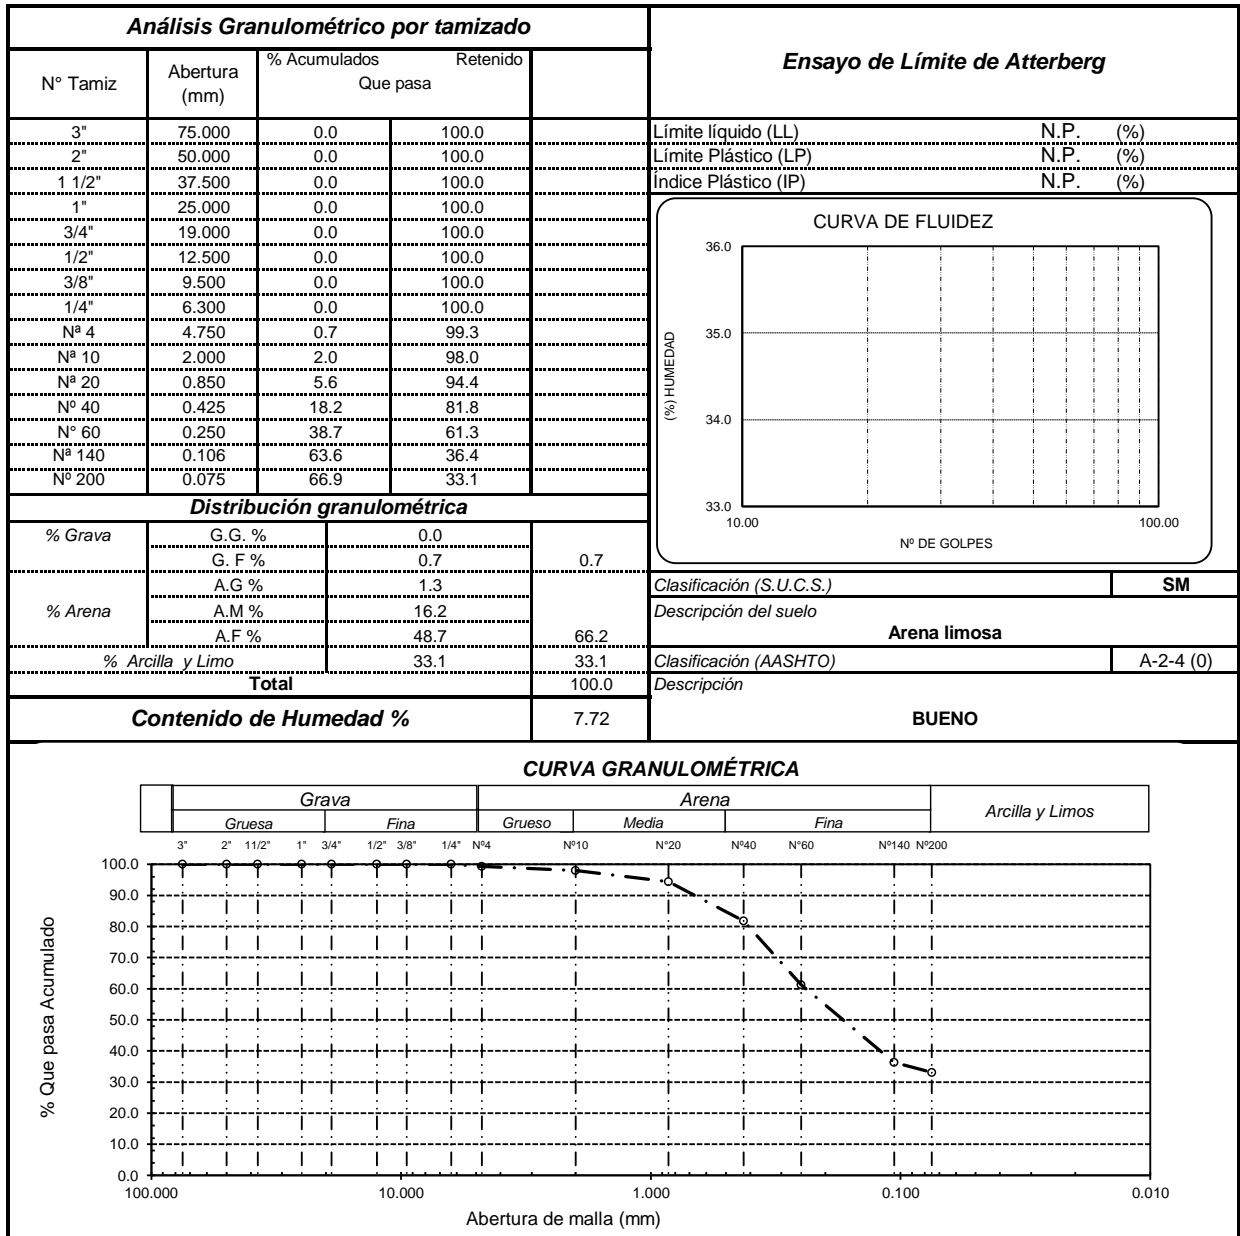 Análisis Granulométrico por tamizado
N° Tamiz
Abertura (mm)
% Acumulados Retenido
Que pasa
3" 75.000 0.0 100.0
2" 50.000 0.0 100.0
1 1/2" 37.500 0.0 100.0
1" 25.000 0.0 100.0
3/4" 19.000 0.0 100.0
1/2" 12.500 0.0 100.0
3/8" 9.500 0.0 100.0
1/4" 6.300 0.0 100.0
Nª 4 4.750 0.7 99.3
Nª 10 2.000 2.0 98.0
Nª 20 0.850 5.6 94.4
Nº 40 0.425 18.2 81.8
N° 60 0.250 38.7 61.3
Nª 140 0.106 63.6 36.4
Nº 200 0.075 66.9 33.1
Distribución granulométrica
% Grava G.G. % 0.0
G. F % 0.7 0.7
A.G % 1.3
% Arena A.M % 16.2
A.F % 48.7 66.2
% Arcilla y Limo 33.1 33.1
Total 100.0
Contenido de Humedad % 7.72
Ensayo de Límite de Atterberg
Límite líquido (LL) N.P. (%)
Límite Plástico (LP) N.P. (%)
Índice Plástico (IP) N.P. (%)
CURVA DE FLUIDEZ
(%) HUMEDAD
36.0
35.0
34.0
33.0
10.00 100.00
Nº DE GOLPES
Clasificación (S.U.C.S.) SM
Descripción del suelo
Arena limosa
Clasificación (AASHTO) A-2-4 (0)
Descripción
BUENO
CURVA GRANULOMÉTRICA
Grava Arena Arcilla y Limos
Gruesa Fina Grueso Media Fina
3" 2" 11/2" 1" 3/4" 1/2" 3/8" 1/4" Nº4 Nº10 N°20 N°40 N°60 Nº140 Nº200
% Que pasa Acumulado
100.0
90.0
80.0
70.0
60.0
50.0
40.0
30.0
20.0
10.0
0.0
100.000 10.000 1.000 0.100 0.010
Abertura de malla (mm)